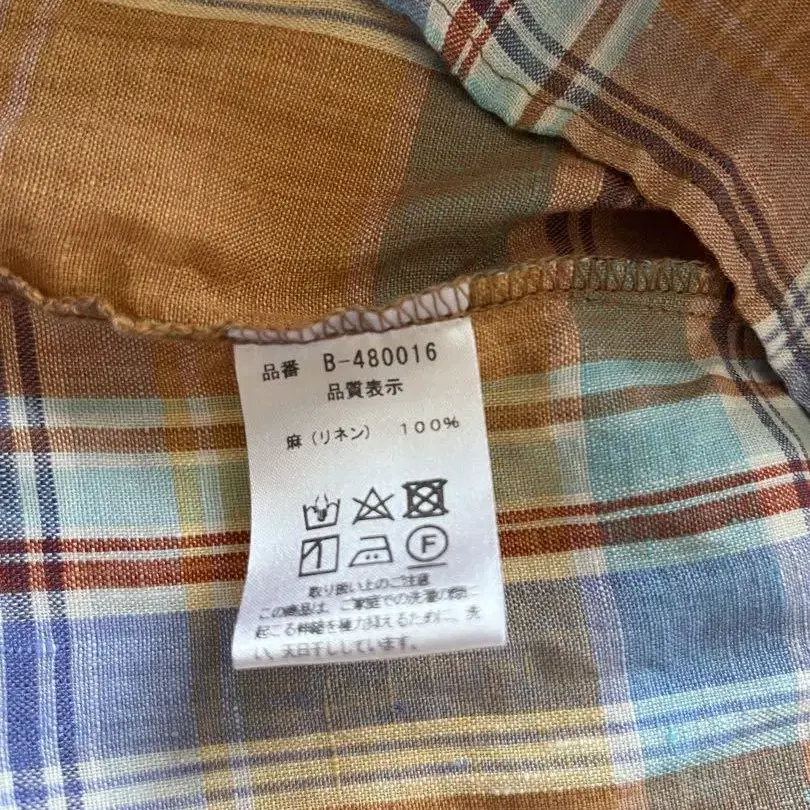 品番 B-480016
品質表示
麻（リネン） 100%
F
取り扱い上のご注意
この商品は、ご家庭での洗濯の際に
起こる伸縮を極力抑えるために、洗
い、天日干ししています。